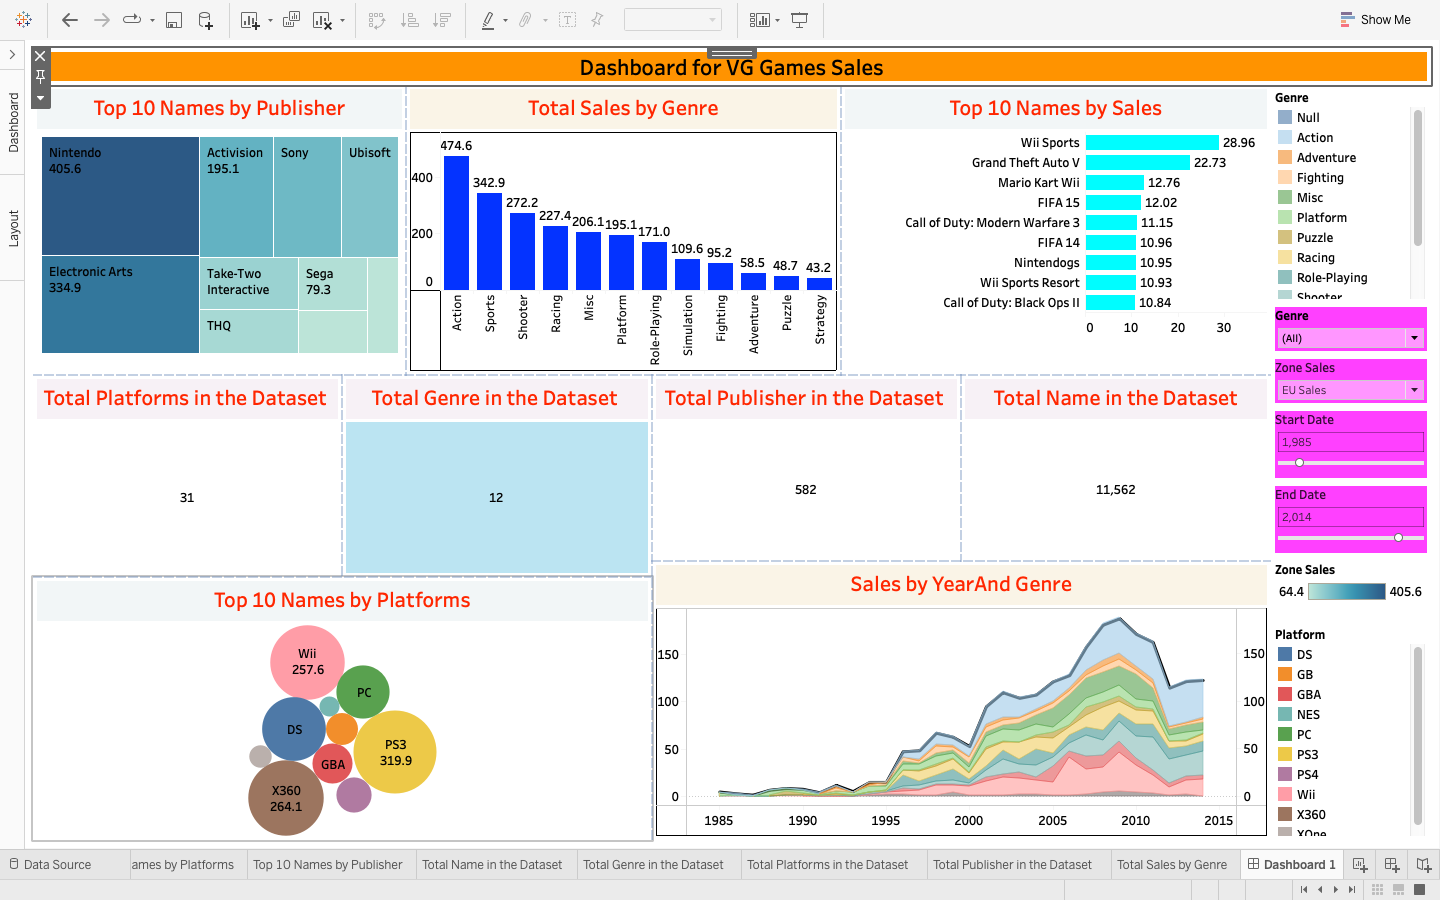 Show Me
Dashboard
Layout
Dashboard for VG Games Sales
Top 10 Names by Publisher
Nintendo
405.6
Activision
195.1
Sony
Ubisoft
Electronic Arts
334.9
Take-Two
Interactive
Sega
79.3
THQ
Total Sales by Genre
474.6
342.9
272.2
227.4
206.1
195.1
171.0
109.6
95.2
58.5
48.7
43.2
400
200
0
Action
Sports
Shooter
Racing
Misc
Platform
Role-Playing
Simulation
Fighting
Adventure
Puzzle
Strategy
Top 10 Names by Sales
Wii Sports 28.96
Grand Theft Auto V 22.73
Mario Kart Wii 12.76
FIFA 15 12.02
Call of Duty: Modern Warfare 3 11.15
FIFA 14 10.96
Nintendogs 10.95
Wii Sports Resort 10.93
Call of Duty: Black Ops II 10.84
0 10 20 30
Genre
Null
Action
Adventure
Fighting
Misc
Platform
Puzzle
Racing
Role-Playing
Shooter
Genre
(All)
Zone Sales
EU Sales
Start Date
1,985
End Date
2,014
Zone Sales
64.4 405.6
Platform
DS
GB
GBA
NES
PC
PS3
PS4
Wii
X360
XOne
Total Platforms in the Dataset
31
Total Genre in the Dataset
12
Total Publisher in the Dataset
582
Total Name in the Dataset
11,562
Top 10 Names by Platforms
Wii
257.6
PC
DS
PS3
319.9
GBA
X360
264.1
Sales by YearAnd Genre
150 150
100 100
50 50
0 0
1985 1990 1995 2000 2005 2010 2015
Data Source
ames by Platforms
Top 10 Names by Publisher
Total Name in the Dataset
Total Genre in the Dataset
Total Platforms in the Dataset
Total Publisher in the Dataset
Total Sales by Genre
Dashboard 1